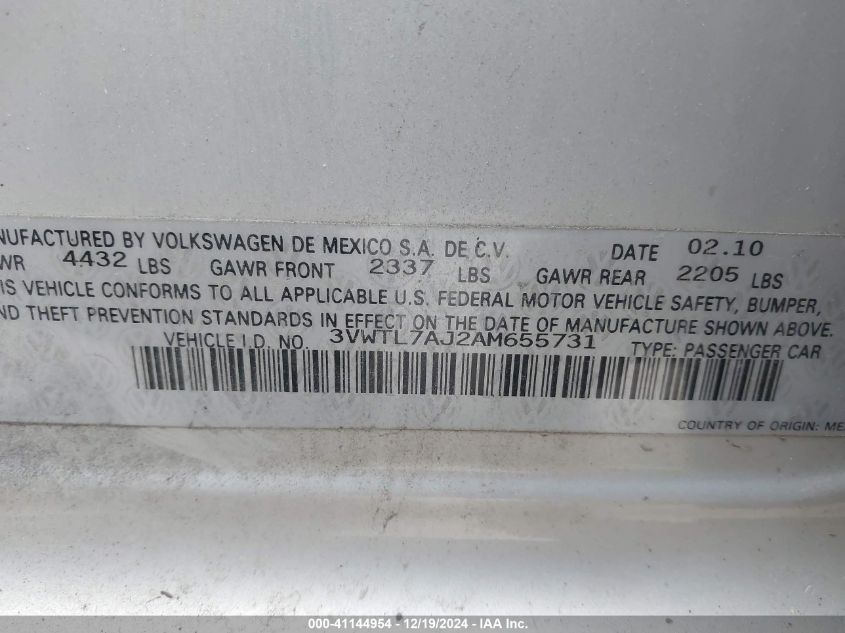 NUFACTURED BY VOLKSWAGEN DE MEXICO S.A. DE C.V. DATE 02.10
WR 4432 LBS GAWR FRONT 2337 LBS GAWR REAR 2205 LBS
IS VEHICLE CONFORMS TO ALL APPLICABLE U.S. FEDERAL MOTOR VEHICLE SAFETY, BUMPER,
ND THEFT PREVENTION STANDARDS IN EFFECT ON THE DATE OF MANUFACTURE SHOWN ABOVE.
VEHICLE I.D. NO. 3VWTL7AJ2AM655731 TYPE: PASSENGER CAR
COUNTRY OF ORIGIN: ME
000-41144954 - 12/19/2024 - IAA Inc.